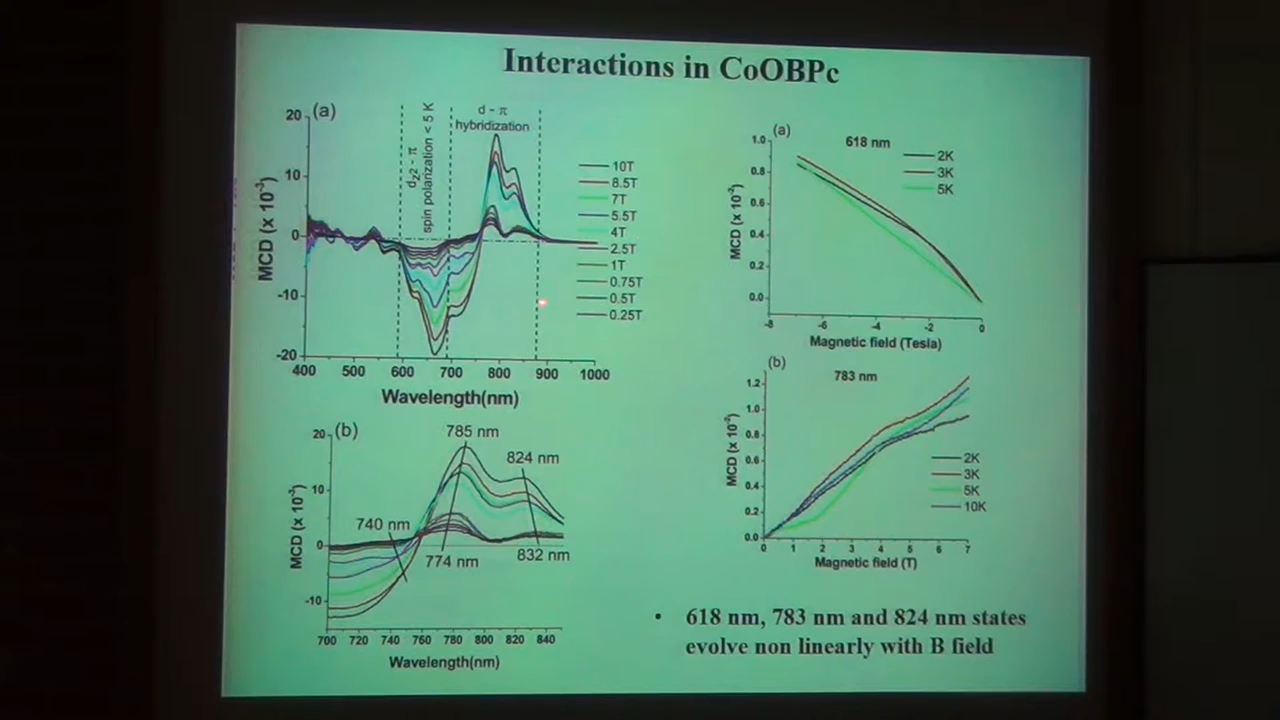 Interactions in CoOBPc
(a)
20
10
0
-10
-20
MCD (x 10⁻³)
400 500 600 700 800 900 1000
Wavelength(nm)
dz2 - π
spin polarization < 5 K
d - π
hybridization
10T
8.5T
7T
5.5T
4T
2.5T
1T
0.75T
0.5T
0.25T
(b)
20
10
0
-10
MCD (x 10⁻³)
785 nm
824 nm
740 nm
774 nm
832 nm
700 720 740 760 780 800 820 840
Wavelength(nm)
(a)
618 nm
2K
3K
5K
1.0
0.8
0.6
0.4
0.2
0.0
MCD (x 10⁻²)
-8 -6 -4 -2 0
Magnetic field (Tesla)
(b)
783 nm
1.2
1.0
0.8
0.6
0.4
0.2
0.0
MCD (x 10⁻²)
2K
3K
5K
10K
0 1 2 3 4 5 6 7
Magnetic field (T)
• 618 nm, 783 nm and 824 nm states
evolve non linearly with B field